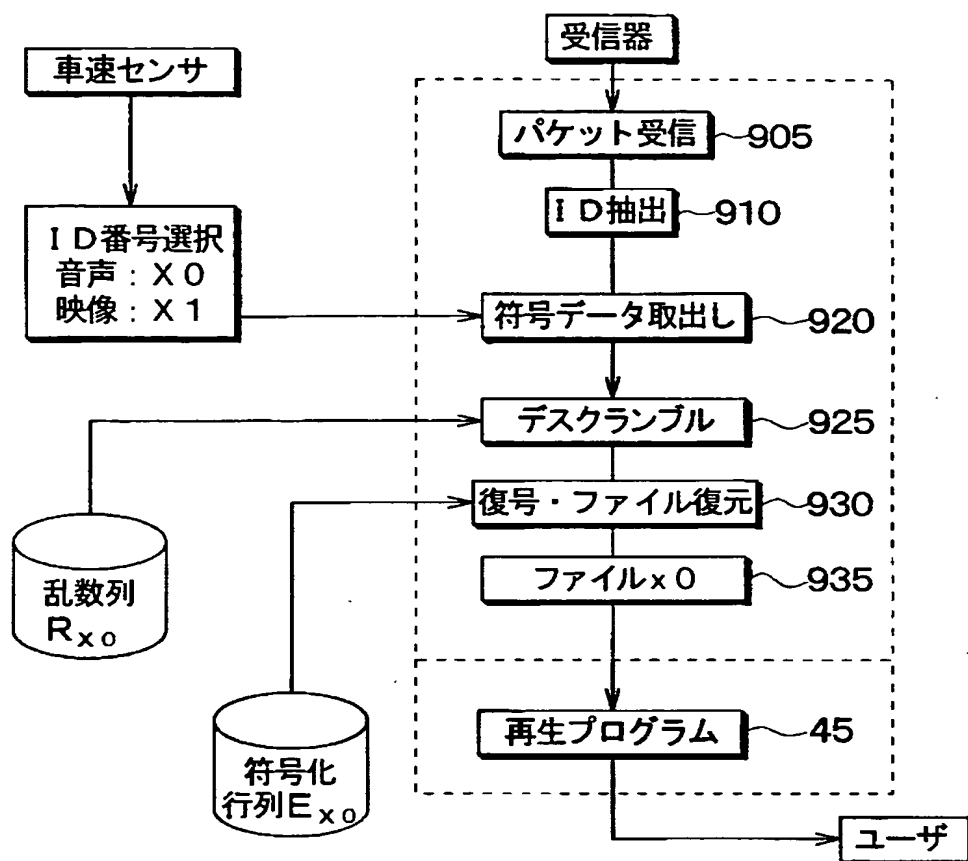 受信器
車速センサ
パケット受信
905
ID抽出
910
ID番号選択
音声：X0
映像：X1
符号データ取出し
920
デスクランブル
925
復号・ファイル復元
930
ファイルx0
935
乱数列
Rx0
符号化
行列Ex0
再生プログラム
45
ユーザ